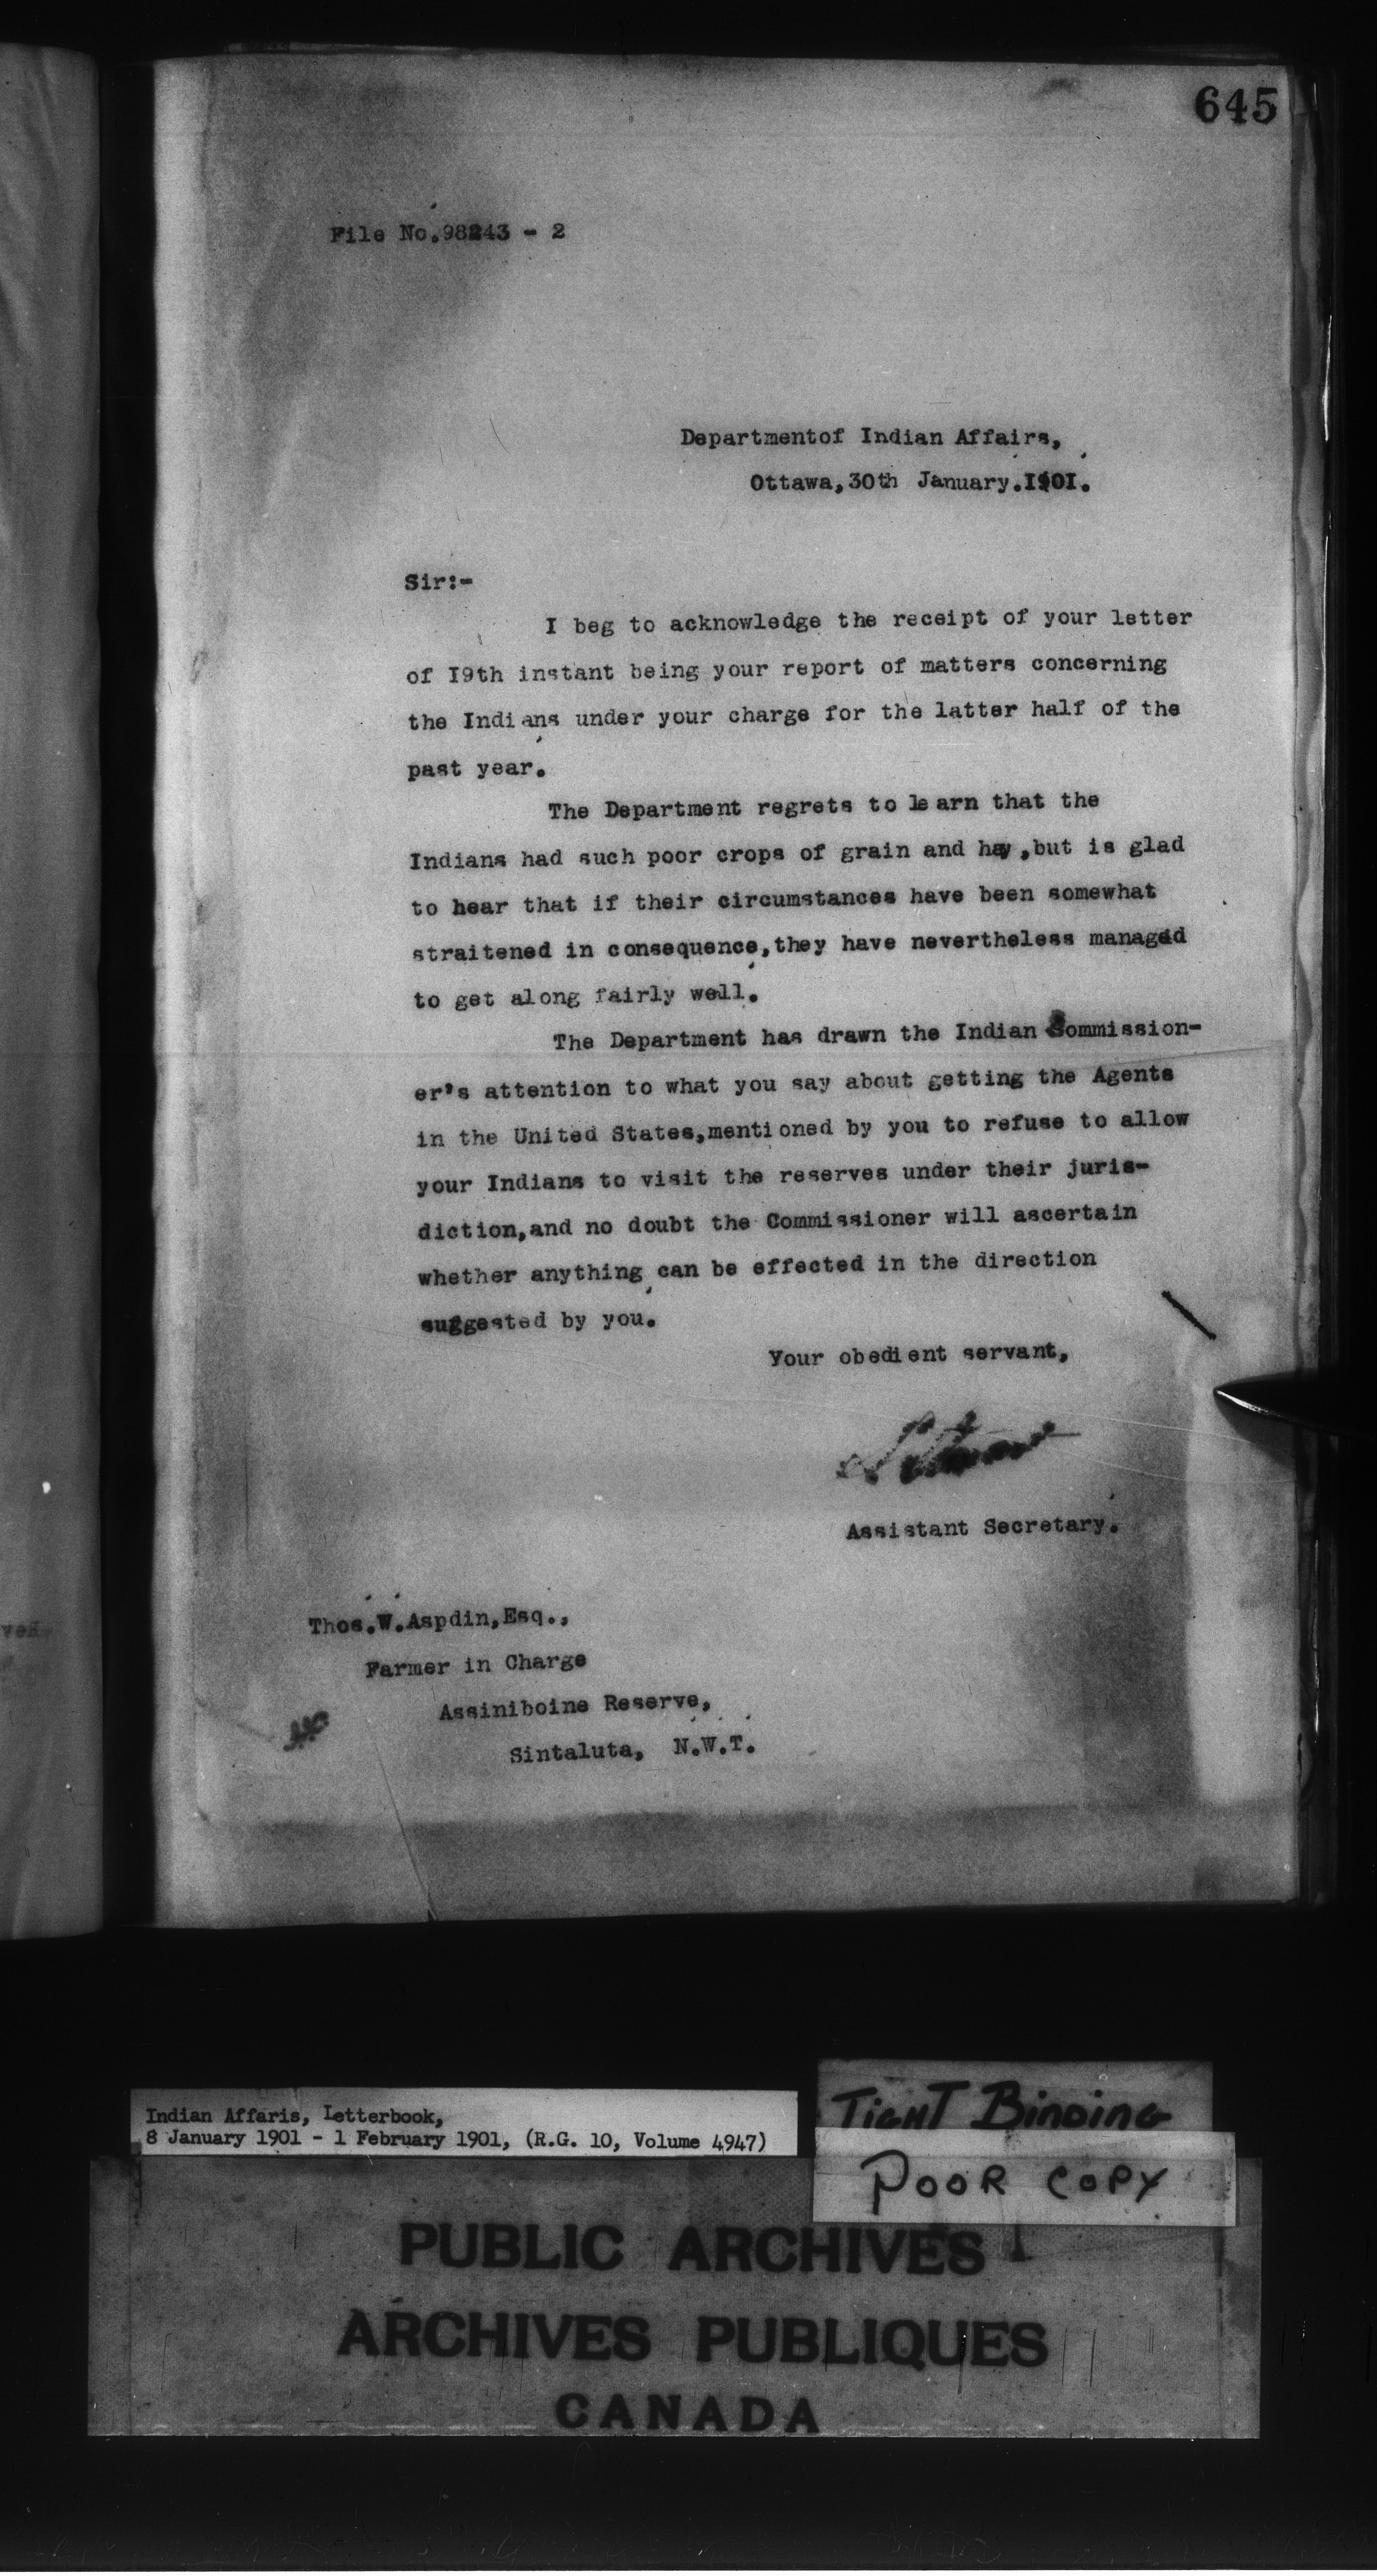 645
File No.98243 - 2
Departmentof Indian Affairs,
Ottawa,30th January.I90I.
Sir:-
I beg to acknowledge the receipt of your letter
of I9th instant being your report of matters concerning
the Indians under your charge for the latter half of the
past year.
The Department regrets to learn that the
Indians had such poor crops of grain and hay,but is glad
to hear that if their circumstances have been somewhat
straitened in consequence,they have nevertheless managed
to get along fairly well.
The Department has drawn the Indian Commission-
er's attention to what you say about getting the Agents
in the United States,mentioned by you to refuse to allow
your Indians to visit the reserves under their juris-
diction,and no doubt the Commissioner will ascertain
whether anything can be effected in the direction
suggested by you.
Your obedient servant,
Assistant Secretary.
Thos.W.Aspdin,Esq.,
Farmer in Charge
Assiniboine Reserve,
Sintaluta, N.W.T.
Indian Affaris, Letterbook,
8 January 1901 - 1 February 1901, (R.G. 10, Volume 4947)
TIGHT BINDING
POOR COPY
PUBLIC ARCHIVES
ARCHIVES PUBLIQUES
CANADA